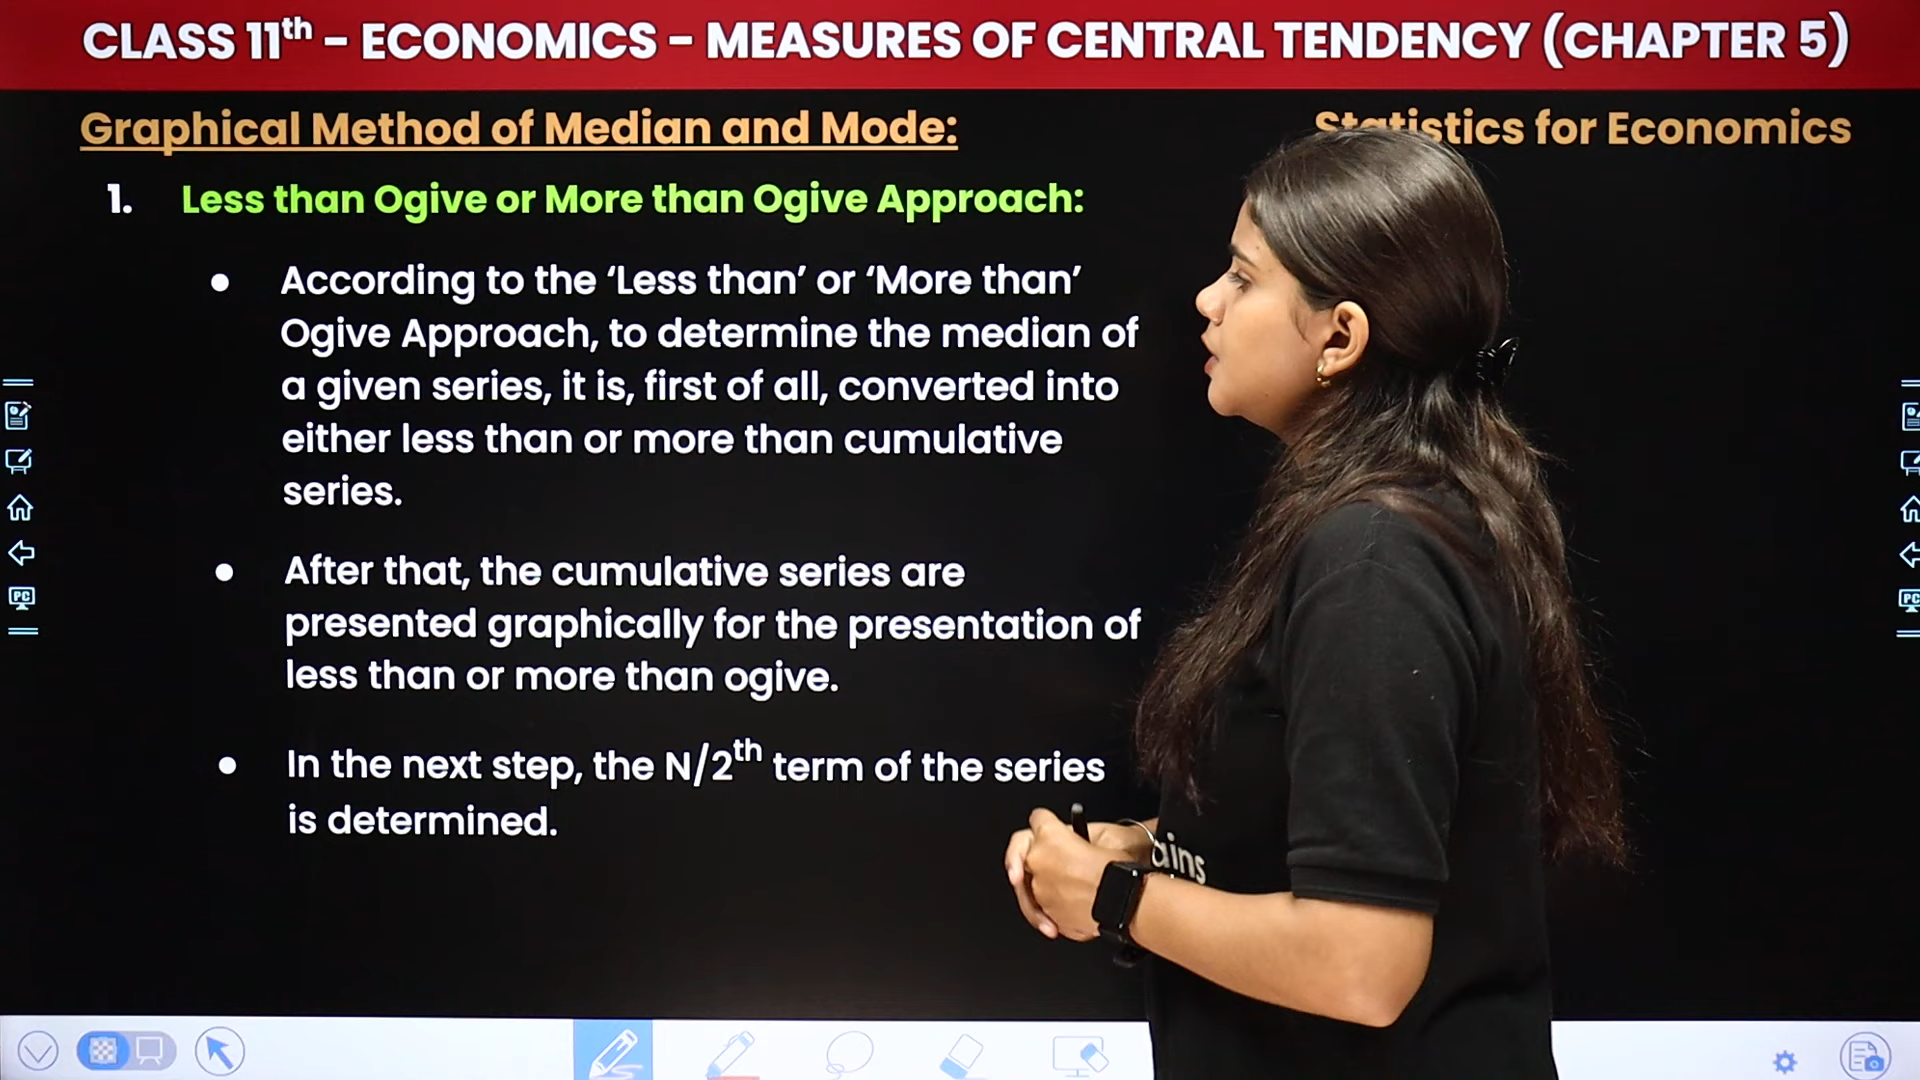 CLASS 11th - ECONOMICS - MEASURES OF CENTRAL TENDENCY (CHAPTER 5)
Graphical Method of Median and Mode:
Statistics for Economics
1. Less than Ogive or More than Ogive Approach:
• According to the ‘Less than’ or ‘More than’
Ogive Approach, to determine the median of
a given series, it is, first of all, converted into
either less than or more than cumulative
series.
• After that, the cumulative series are
presented graphically for the presentation of
less than or more than ogive.
• In the next step, the N/2th term of the series
is determined.
PC
PC